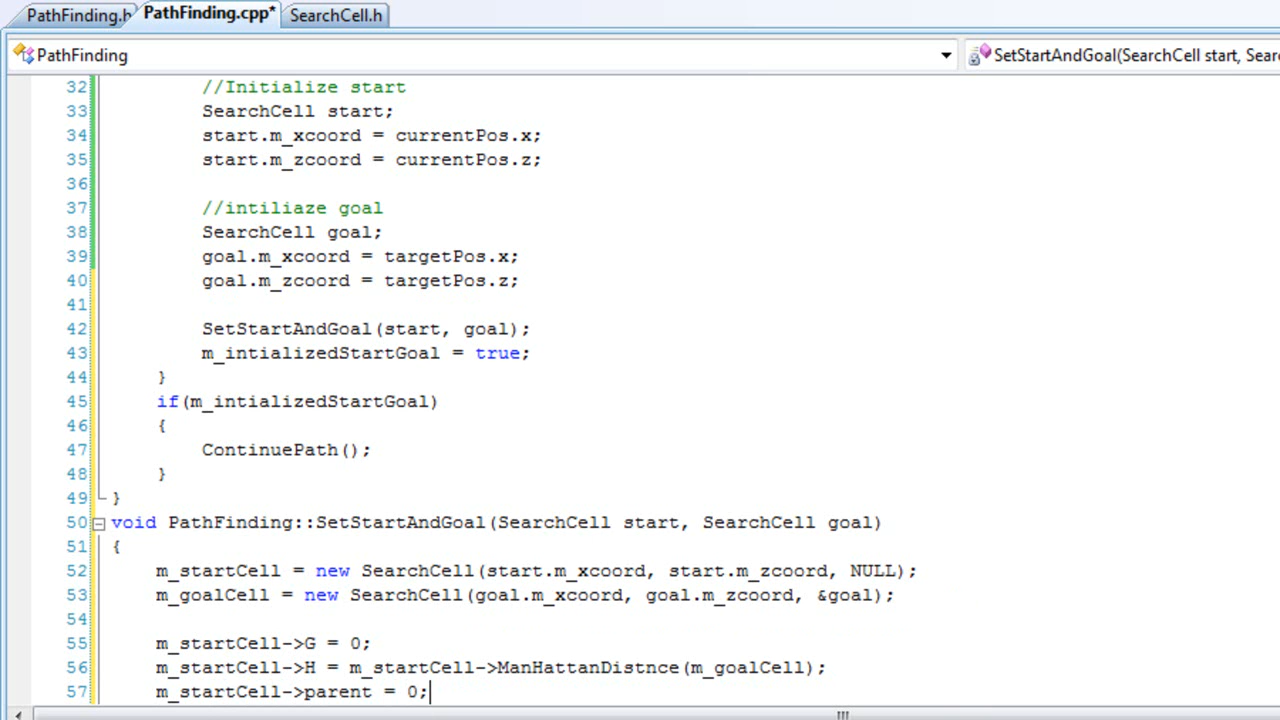 PathFinding.h PathFinding.cpp* SearchCell.h
PathFinding SetStartAndGoal(SearchCell start, Sear
32 //Initialize start
33 SearchCell start;
34 start.m_xcoord = currentPos.x;
35 start.m_zcoord = currentPos.z;
36
37 //intiliaze goal
38 SearchCell goal;
39 goal.m_xcoord = targetPos.x;
40 goal.m_zcoord = targetPos.z;
41
42 SetStartAndGoal(start, goal);
43 m_intializedStartGoal = true;
44 }
45 if(m_intializedStartGoal)
46 {
47 ContinuePath();
48 }
49 }
50 void PathFinding::SetStartAndGoal(SearchCell start, SearchCell goal)
51 {
52 m_startCell = new SearchCell(start.m_xcoord, start.m_zcoord, NULL);
53 m_goalCell = new SearchCell(goal.m_xcoord, goal.m_zcoord, &goal);
54
55 m_startCell->G = 0;
56 m_startCell->H = m_startCell->ManHattanDistnce(m_goalCell);
57 m_startCell->parent = 0;